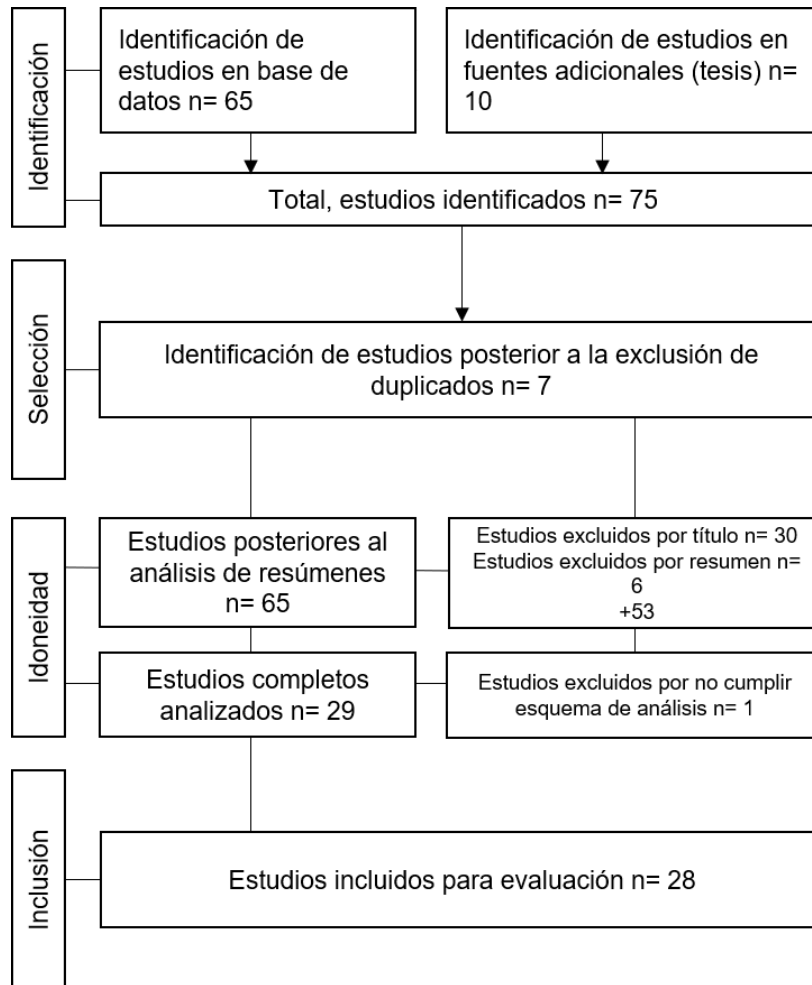 Identificación
Identificación de
estudios en base de
datos n= 65
Identificación de estudios en
fuentes adicionales (tesis) n=
10
Total, estudios identificados n= 75
Selección
Identificación de estudios posterior a la exclusión de
duplicados n= 7
Idoneidad
Estudios posteriores al
análisis de resúmenes
n= 65
Estudios excluidos por título n= 30
Estudios excluidos por resumen n=
6
+53
Estudios completos
analizados n= 29
Estudios excluidos por no cumplir
esquema de análisis n= 1
Inclusión
Estudios incluidos para evaluación n= 28